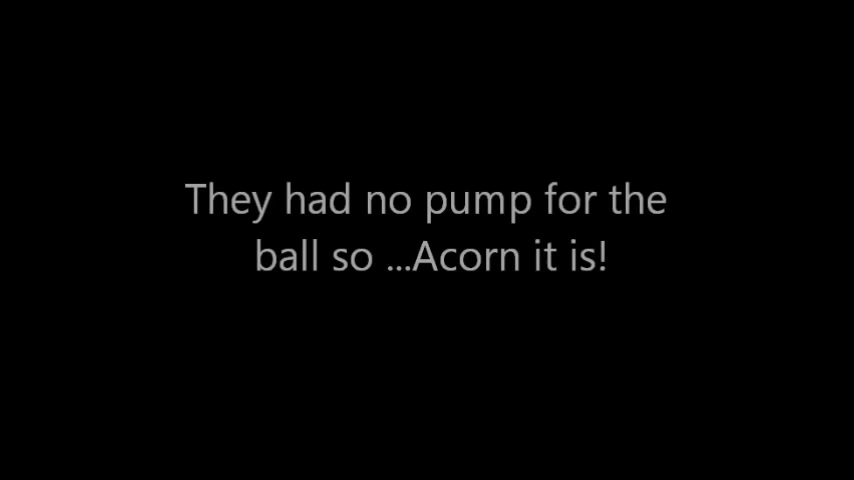 They had no pump for the
ball so ...Acorn it is!